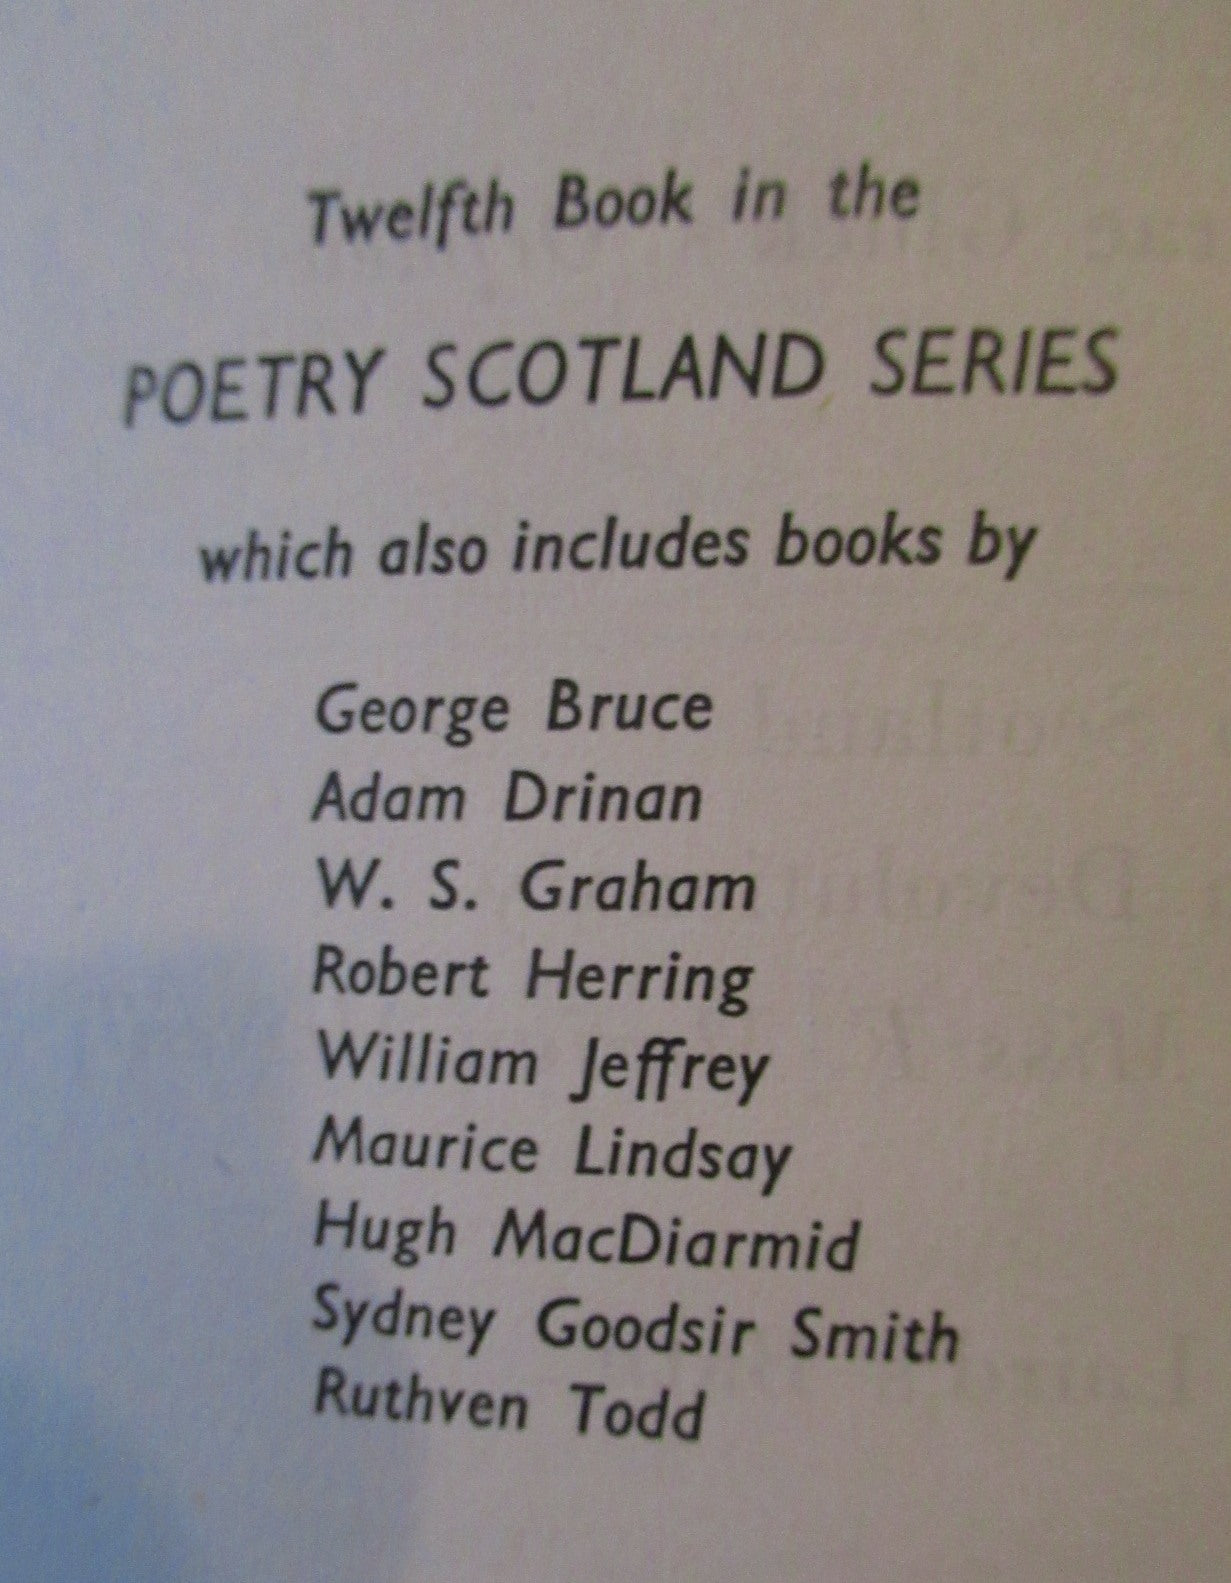 Twelfth Book in the
POETRY SCOTLAND SERIES
which also includes books by
George Bruce
Adam Drinan
W. S. Graham
Robert Herring
William Jeffrey
Maurice Lindsay
Hugh MacDiarmid
Sydney Goodsir Smith
Ruthven Todd